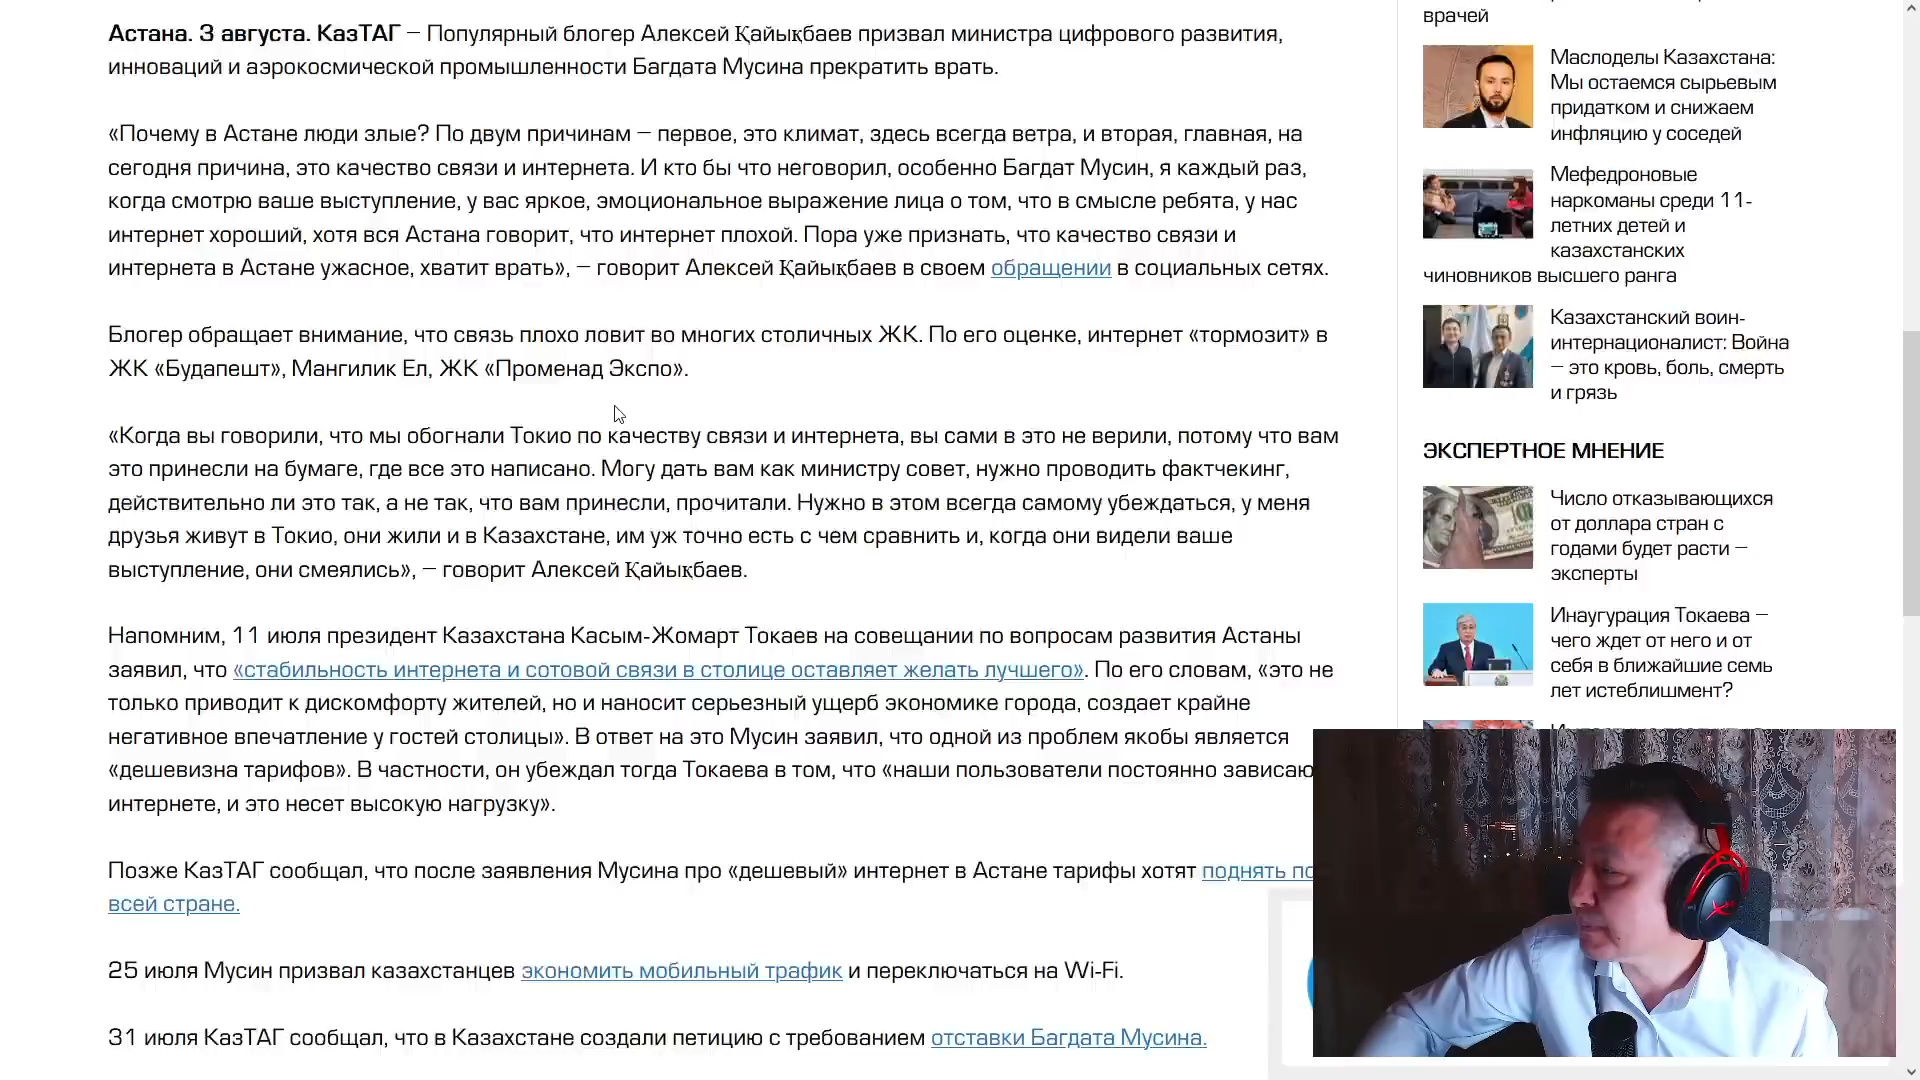 Астана. 3 августа. КазТАГ – Популярный блогер Алексей Қайықбаев призвал министра цифрового развития,
инноваций и аэрокосмической промышленности Багдата Мусина прекратить врать.
«Почему в Астане люди злые? По двум причинам – первое, это климат, здесь всегда ветра, и вторая, главная, на
сегодня причина, это качество связи и интернета. И кто бы что неговорил, особенно Багдат Мусин, я каждый раз,
когда смотрю ваше выступление, у вас яркое, эмоциональное выражение лица о том, что в смысле ребята, у нас
интернет хороший, хотя вся Астана говорит, что интернет плохой. Пора уже признать, что качество связи и
интернета в Астане ужасное, хватит врать», – говорит Алексей Қайықбаев в своем обращении в социальных сетях.
Блогер обращает внимание, что связь плохо ловит во многих столичных ЖК. По его оценке, интернет «тормозит» в
ЖК «Будапешт», Мангилик Ел, ЖК «Променад Экспо».
«Когда вы говорили, что мы обогнали Токио по качеству связи и интернета, вы сами в это не верили, потому что вам
это принесли на бумаге, где все это написано. Могу дать вам как министру совет, нужно проводить фактчекинг,
действительно ли это так, а не так, что вам принесли, прочитали. Нужно в этом всегда самому убеждаться, у меня
друзья живут в Токио, они жили и в Казахстане, им уж точно есть с чем сравнить и, когда они видели ваше
выступление, они смеялись», – говорит Алексей Қайықбаев.
Напомним, 11 июля президент Казахстана Касым-Жомарт Токаев на совещании по вопросам развития Астаны
заявил, что «стабильность интернета и сотовой связи в столице оставляет желать лучшего». По его словам, «это не
только приводит к дискомфорту жителей, но и наносит серьезный ущерб экономике города, создает крайне
негативное впечатление у гостей столицы». В ответ на это Мусин заявил, что одной из проблем якобы является
«дешевизна тарифов». В частности, он убеждал тогда Токаева в том, что «наши пользователи постоянно зависаю
интернете, и это несет высокую нагрузку».
Позже КазТАГ сообщал, что после заявления Мусина про «дешевый» интернет в Астане тарифы хотят поднять по
всей стране.
25 июля Мусин призвал казахстанцев экономить мобильный трафик и переключаться на Wi-Fi.
31 июля КазТАГ сообщал, что в Казахстане создали петицию с требованием отставки Багдата Мусина.
врачей
Маслоделы Казахстана:
Мы остаемся сырьевым
придатком и снижаем
инфляцию у соседей
Мефедроновые
наркоманы среди 11-
летних детей и
казахстанских
чиновников высшего ранга
Казахстанский воин-
интернационалист: Война
– это кровь, боль, смерть
и грязь
ЭКСПЕРТНОЕ МНЕНИЕ
Число отказывающихся
от доллара стран с
годами будет расти –
эксперты
Инаугурация Токаева –
чего ждет от него и от
себя в ближайшие семь
лет истеблишмент?